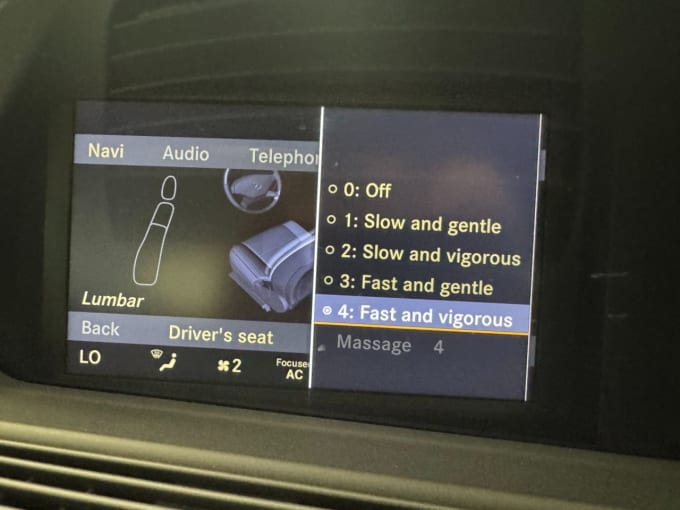 Navi Audio Telephon
0: Off
1: Slow and gentle
2: Slow and vigorous
3: Fast and gentle
4: Fast and vigorous
Massage 4
Lumbar
Back Driver's seat
LO 2 Focuse
AC